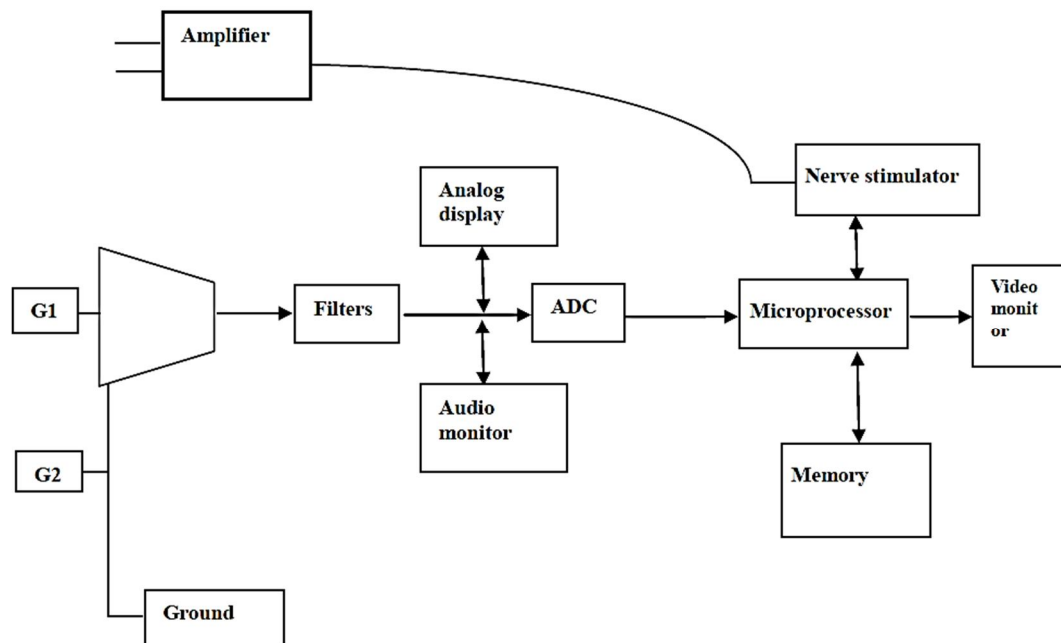 Amplifier
Nerve stimulator
Analog
display
G1
Filters
ADC
Microprocessor
Video
monit
or
Audio
monitor
G2
Memory
Ground